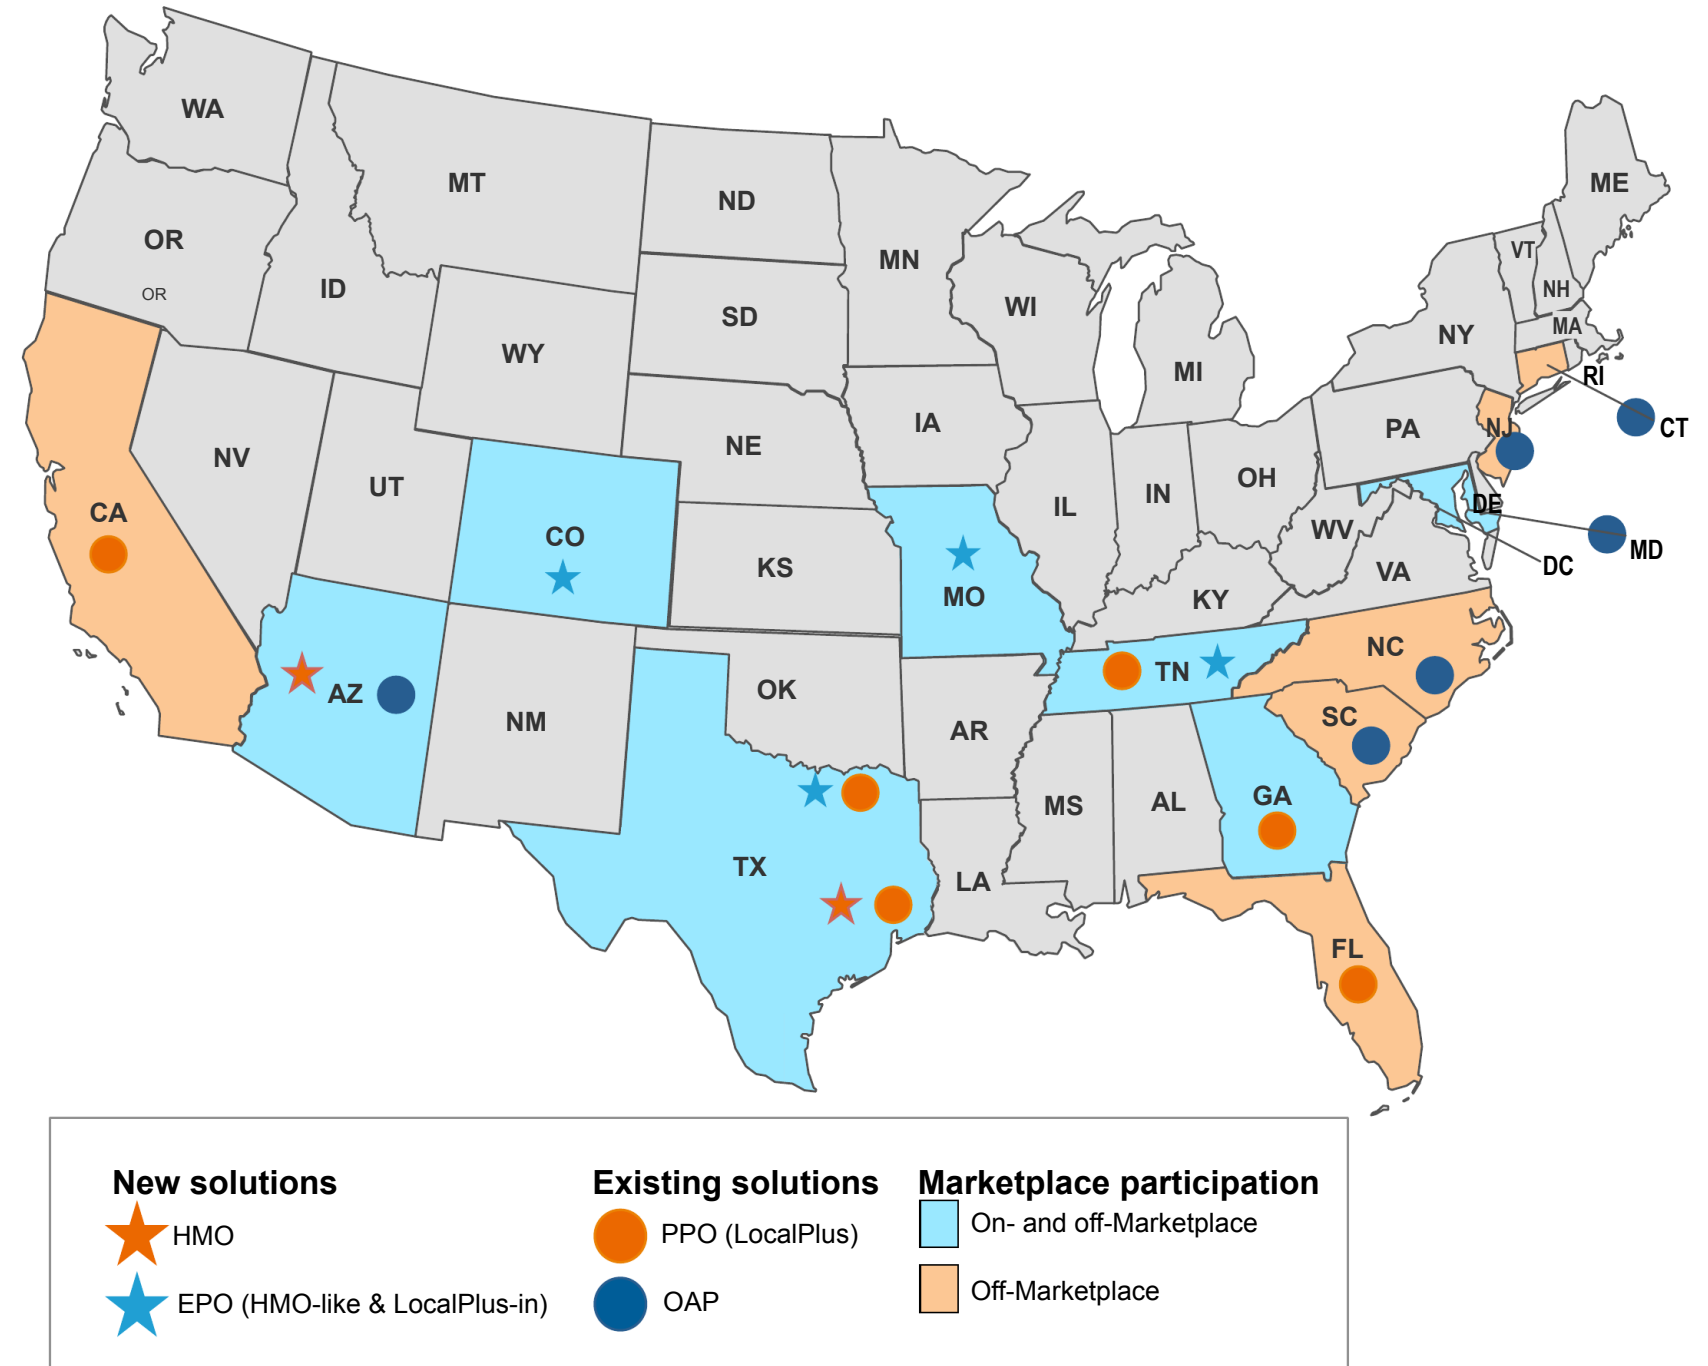 WA
MT
ND
MN
ME
OR
OR
ID
SD
WI
VT
NH
WY
NY
MA
MI
RI
IA
CT
NV
NE
PA
NJ
UT
OH
IL
IN
CA
CO
DE
WV
MD
KS
VA
DC
MO
KY
NC
AZ
OK
TN
NM
AR
SC
MS
AL
GA
TX
LA
FL
New solutions
HMO
EPO (HMO-like & LocalPlus-in)
Existing solutions
PPO (LocalPlus)
OAP
Marketplace participation
On- and off-Marketplace
Off-Marketplace